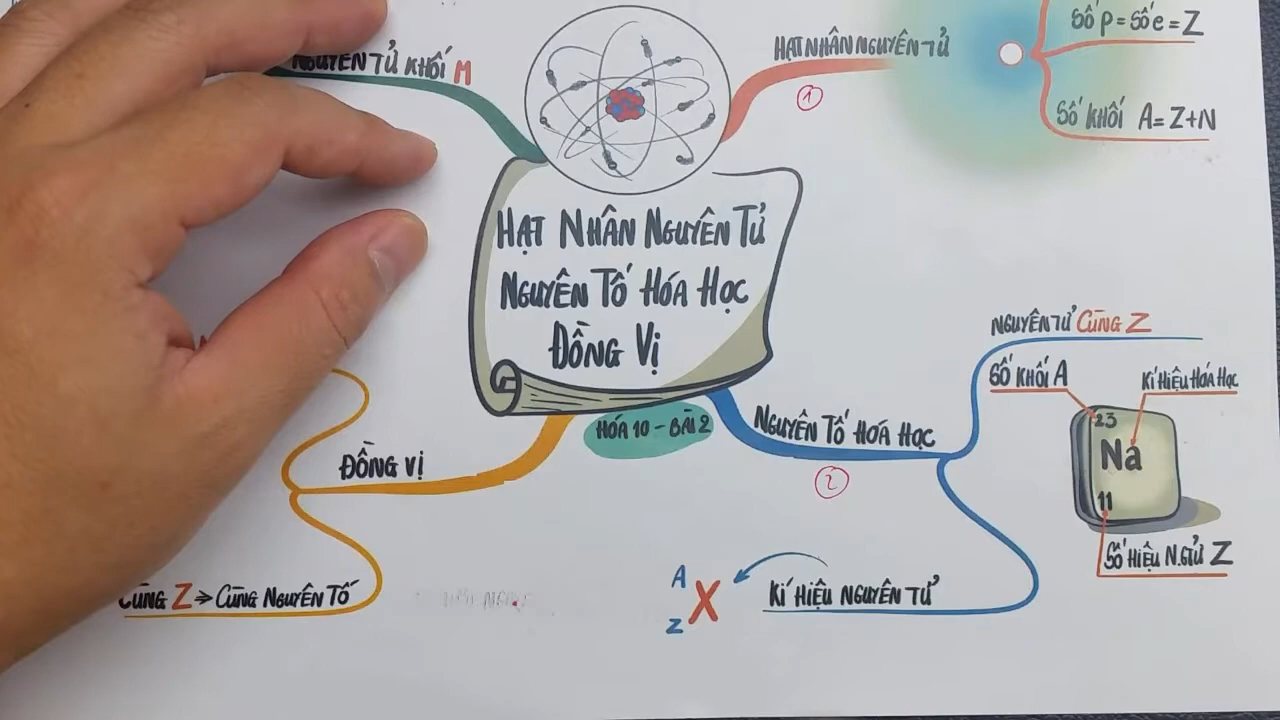 NGUYÊN TỬ KHỐI M
HẠT NHÂN NGUYÊN TỬ
1
SỐ P = SỐ e = Z
SỐ KHỐI A = Z + N
HẠT NHÂN NGUYÊN TỬ
NGUYÊN TỐ HÓA HỌC
ĐỒNG VỊ
HÓA 10 - BÀI 2
NGUYÊN TỐ HOÁ HỌC
2
NGUYÊN TỬ CÙNG Z
SỐ KHỐI A
KÍ HIỆU HÓA HỌC
23
Na
11
SỐ HIỆU N.TỬ Z
KÍ HIỆU NGUYÊN TỬ
A
X
Z
ĐỒNG VỊ
CÙNG Z → CÙNG NGUYÊN TỐ